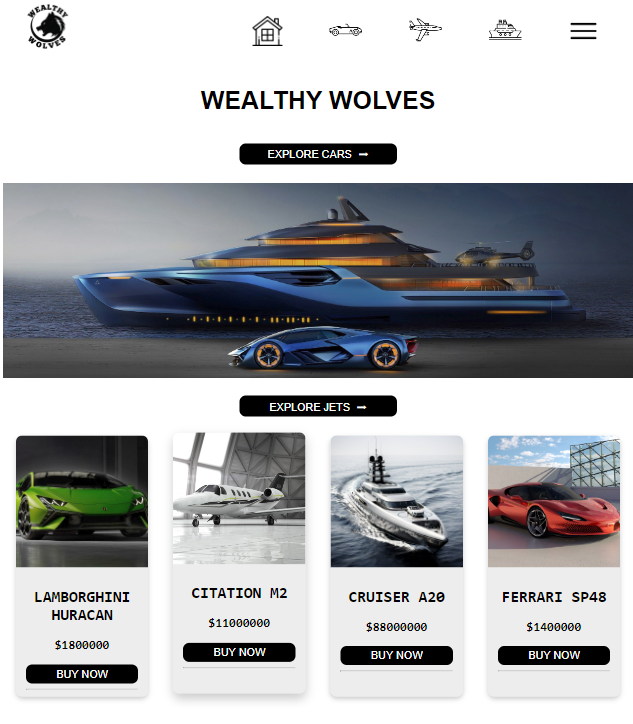 WEALTHY
WOLVES
WEALTHY WOLVES
EXPLORE CARS ➞
EXPLORE JETS ➞
LAMBORGHINI
HURACAN
$1800000
BUY NOW
CITATION M2
$11000000
BUY NOW
CRUISER A20
$88000000
BUY NOW
FERRARI SP48
$1400000
BUY NOW